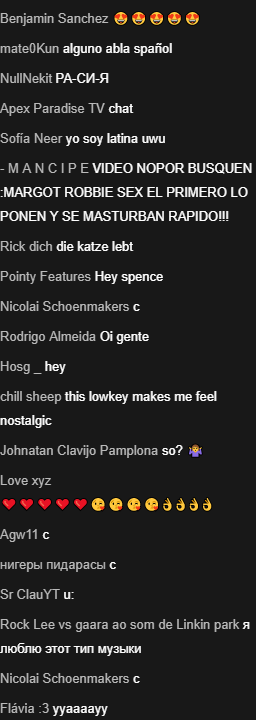 Benjamin Sanchez 😍😍😍😍😍
mate0Kun alguno abla spañol
NullNekit РА-СИ-Я
Apex Paradise TV chat
Sofía Neer yo soy latina uwu
- M A N C I P E VIDEO NOPOR BUSQUEN
:MARGOT ROBBIE SEX EL PRIMERO LO
PONEN Y SE MASTURBAN RAPIDO!!!
Rick dich die katze lebt
Pointy Features Hey spence
Nicolai Schoenmakers c
Rodrigo Almeida Oi gente
Hosg _ hey
chill sheep this lowkey makes me feel
nostalgic
Johnatan Clavijo Pamplona so? 🤷🏽‍♀️
Love xyz
❤❤❤❤❤😘😘😘😘👌👌👌👌
Agw11 c
нигеры пидарасы c
Sr ClauYT u:
Rock Lee vs gaara ao som de Linkin park я
люблю этот тип музыки
Nicolai Schoenmakers c
Flávia :3 yyaaaayy